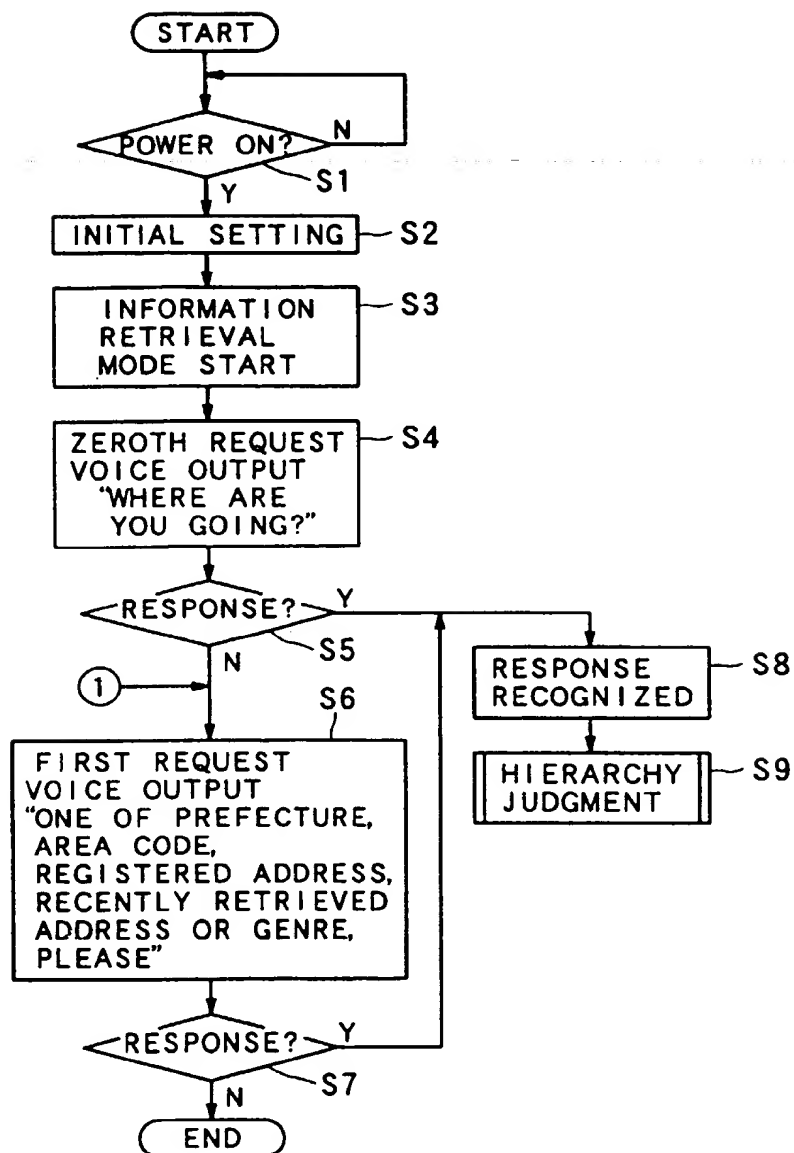 START
POWER ON?
N
S1
Y
INITIAL SETTING
S2
INFORMATION
RETRIEVAL
MODE START
S3
ZEROTH REQUEST
VOICE OUTPUT
"WHERE ARE
YOU GOING?"
S4
RESPONSE?
Y
S5
N
1
S6
FIRST REQUEST
VOICE OUTPUT
"ONE OF PREFECTURE,
AREA CODE,
REGISTERED ADDRESS,
RECENTLY RETRIEVED
ADDRESS OR GENRE,
PLEASE"
RESPONSE?
Y
S7
N
END
RESPONSE
RECOGNIZED
S8
HIERARCHY
JUDGMENT
S9